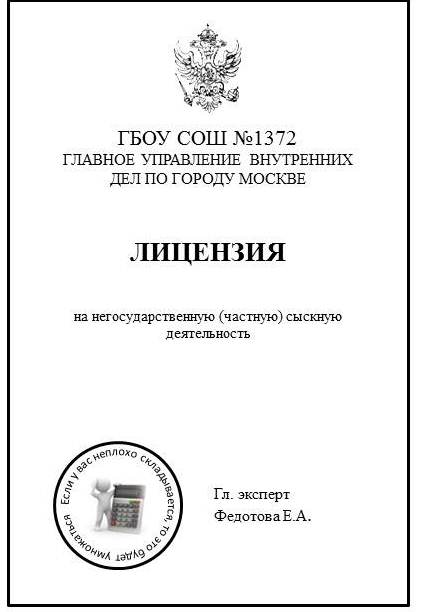 ГБОУ СОШ №1372
ГЛАВНОЕ УПРАВЛЕНИЕ ВНУТРЕННИХ
ДЕЛ ПО ГОРОДУ МОСКВЕ
ЛИЦЕНЗИЯ
на негосударственную (частную) сыскную
деятельность
Если у вас неплохо складывается, то это будет умножаться
Гл. эксперт
Федотова Е.А.